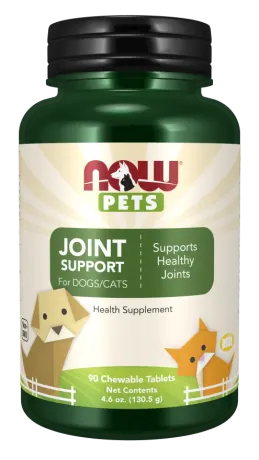 NOW
PETS
JOINT
SUPPORT
For DOGS/CATS
Supports
Healthy
Joints
Health Supplement
90 Chewable Tablets
Net Contents
4.6 oz. (130.5 g)